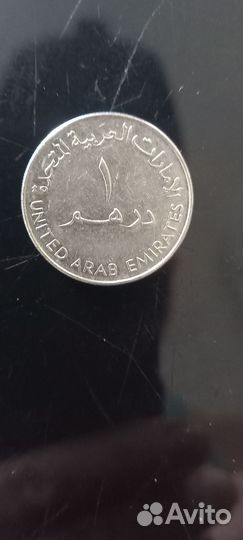 الإمارات العربية المتحدة
١
درهم
UNITED ARAB EMIRATES
Avito